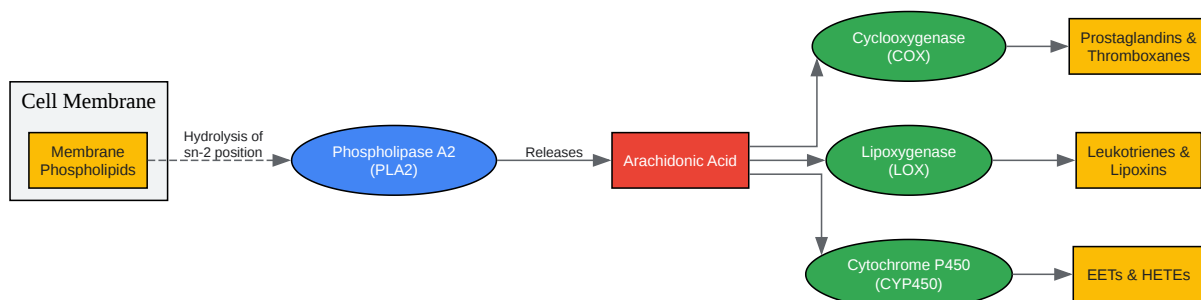 Cell Membrane
Membrane
Phospholipids
Hydrolysis of
sn-2 position
Phospholipase A2
(PLA2)
Releases
Arachidonic Acid
Cyclooxygenase
(COX)
Prostaglandins &
Thromboxanes
Lipoxygenase
(LOX)
Leukotrienes &
Lipoxins
Cytochrome P450
(CYP450)
EETs & HETEs